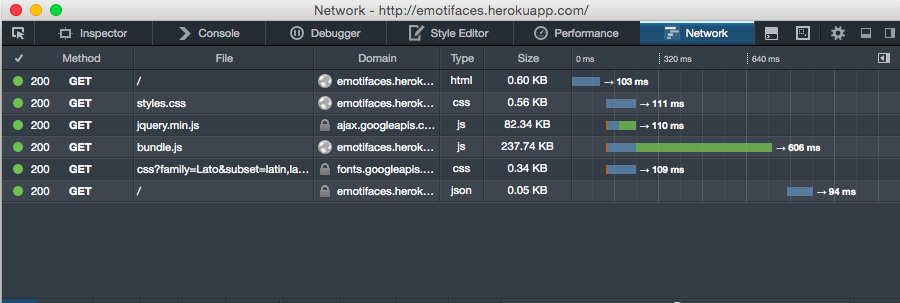 Network - http://emotifaces.herokuapp.com/
Inspector Console Debugger Style Editor Performance Network
✓ Method File Domain Type Size 0 ms 320 ms 640 ms
200 GET / emotifaces.herok... html 0.60 KB → 103 ms
200 GET styles.css emotifaces.herok... css 0.56 KB → 111 ms
200 GET jquery.min.js ajax.googleapis.c... js 82.34 KB → 110 ms
200 GET bundle.js emotifaces.herok... js 237.74 KB → 606 ms
200 GET css?family=Lato&subset=latin,la... fonts.googleapis.... css 0.34 KB → 109 ms
200 GET / emotifaces.herok... json 0.05 KB → 94 ms